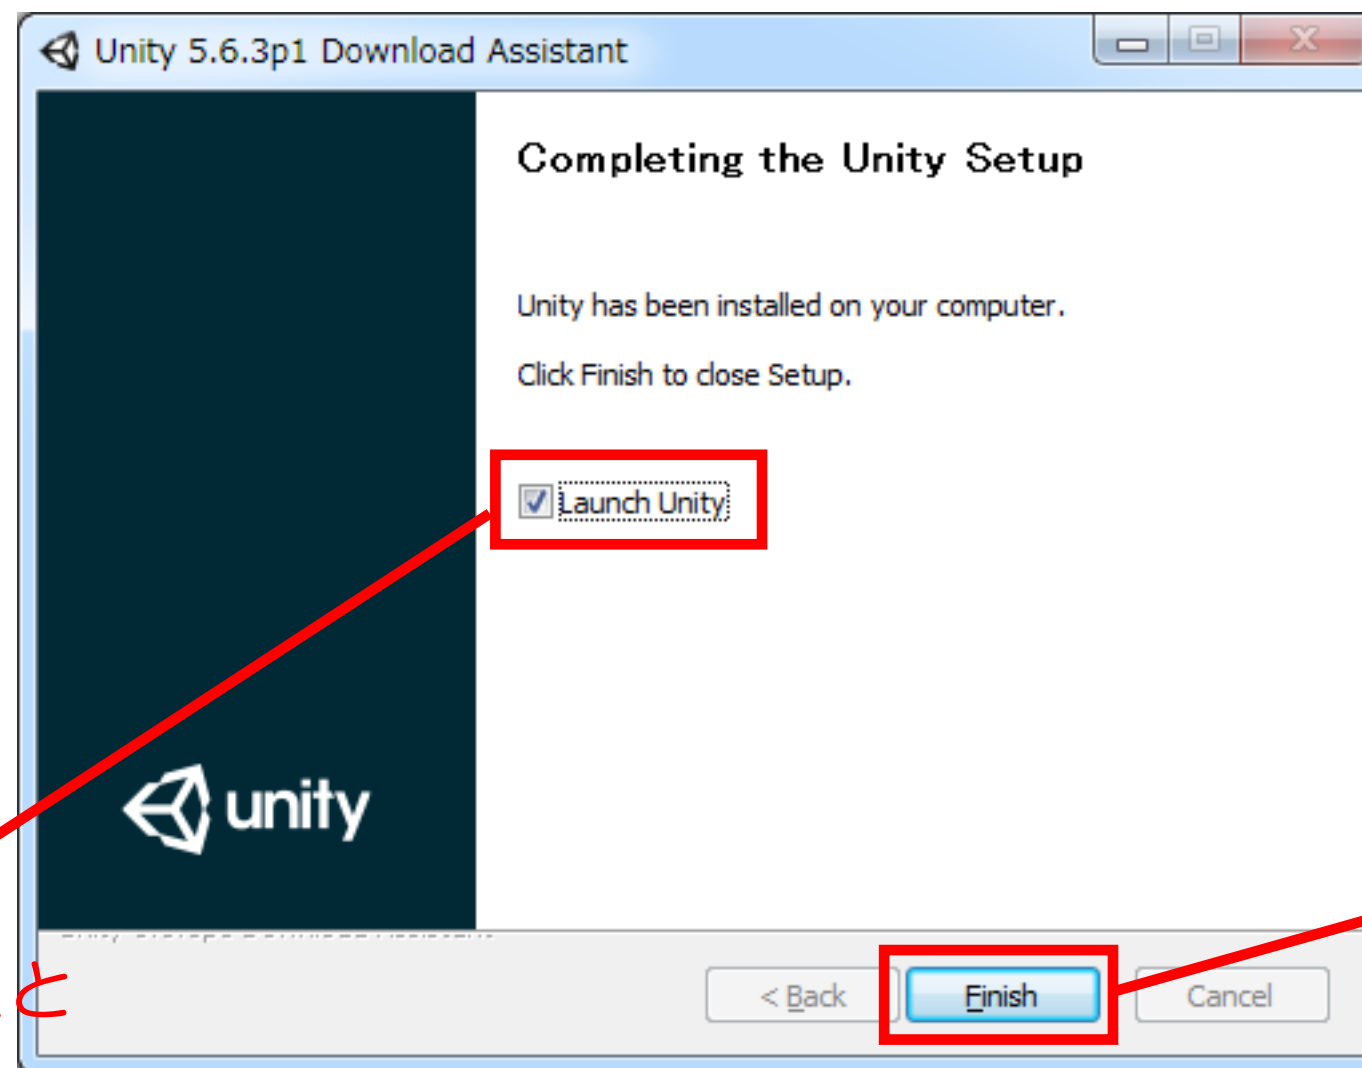 Unity 5.6.3p1 Download Assistant
Completing the Unity Setup
Unity has been installed on your computer.
Click Finish to close Setup.
Launch Unity
unity
と
< Back
Finish
Cancel